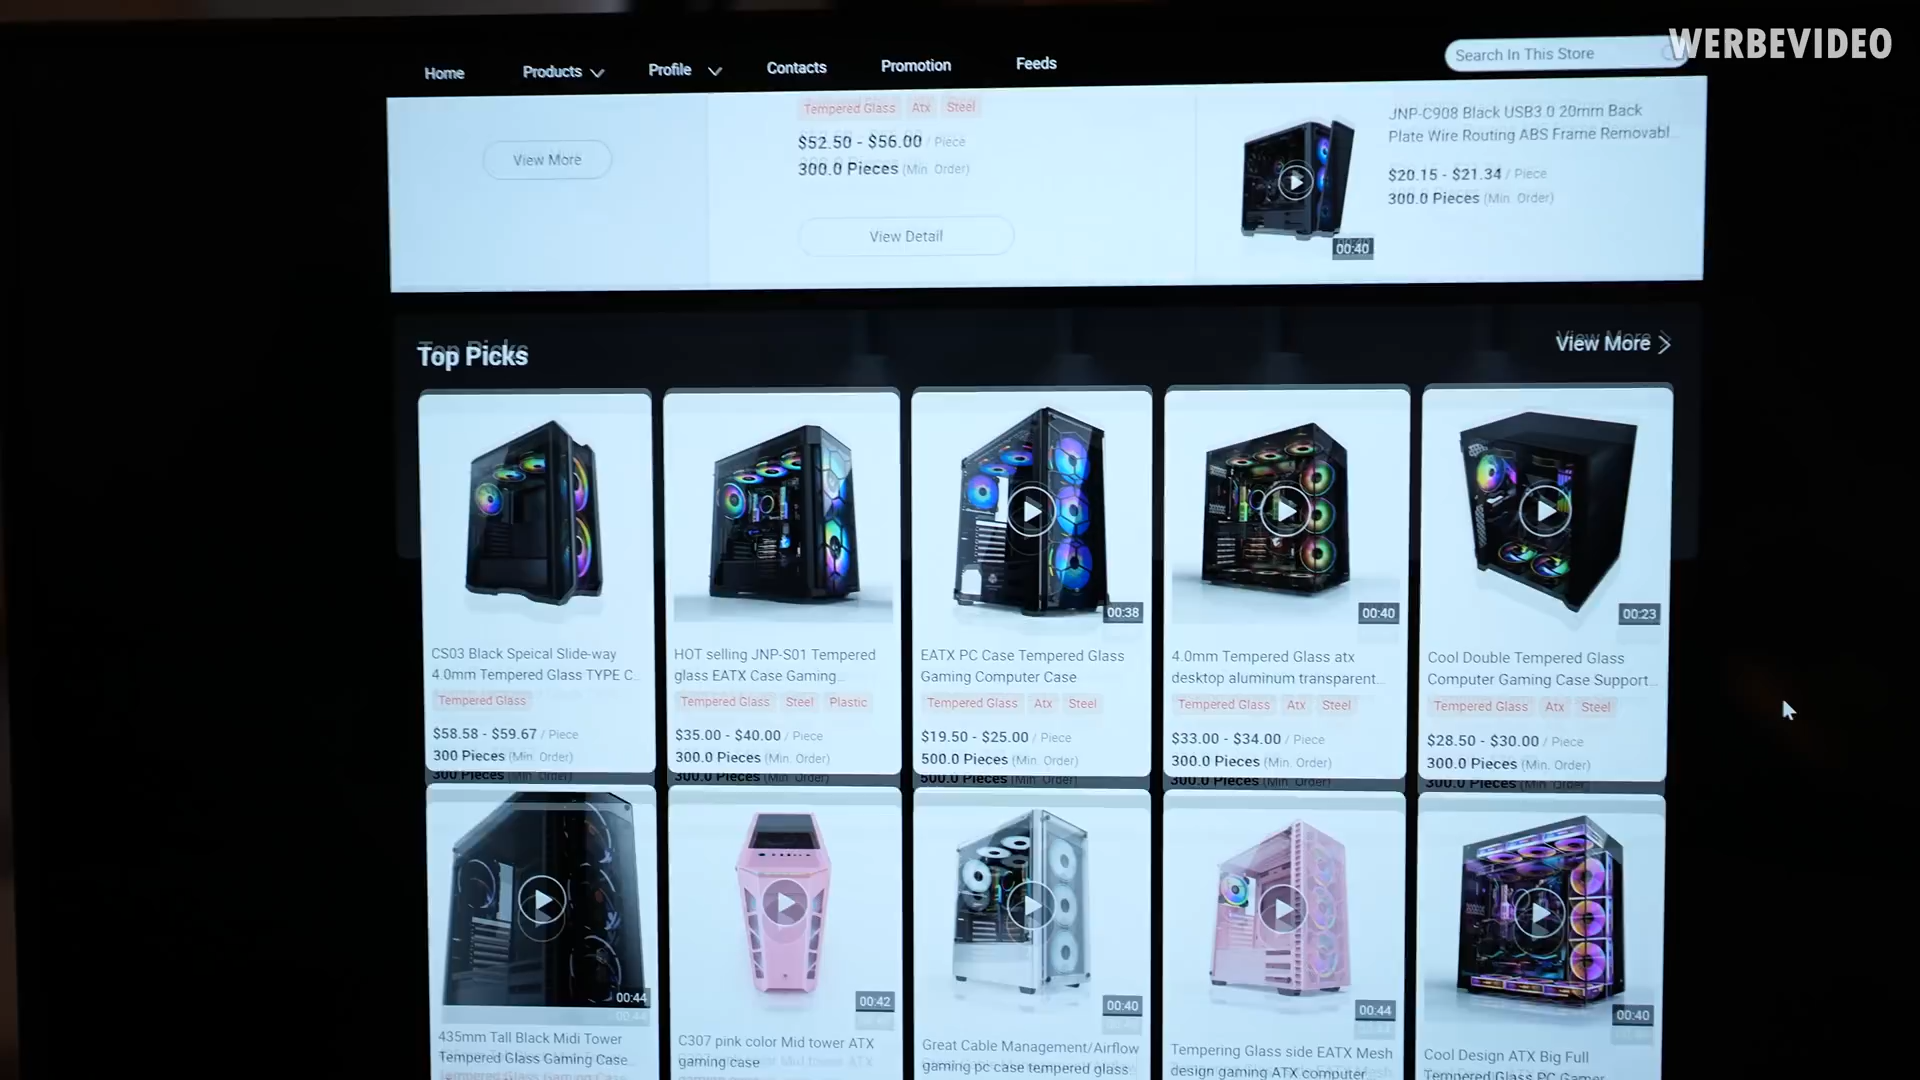 WERBEVIDEO
Home
Products
Profile
Contacts
Promotion
Feeds
Search In This Store
View More
Tempered Glass Atx Steel
$52.50 - $56.00 / Piece
300.0 Pieces (Min. Order)
View Detail
00:40
JNP-C908 Black USB3.0 20mm Back
Plate Wire Routing ABS Frame Removabl...
$20.15 - $21.34 / Piece
300.0 Pieces (Min. Order)
Top Picks
View More
CS03 Black Speical Slide-way
4.0mm Tempered Glass TYPE C...
Tempered Glass
$58.58 - $59.67 / Piece
300 Pieces (Min. Order)
HOT selling JNP-S01 Tempered
glass EATX Case Gaming...
Tempered Glass Steel Plastic
$35.00 - $40.00 / Piece
300.0 Pieces (Min. Order)
00:38
EATX PC Case Tempered Glass
Gaming Computer Case
Tempered Glass Atx Steel
$19.50 - $25.00 / Piece
500.0 Pieces (Min. Order)
00:40
4.0mm Tempered Glass atx
desktop aluminum transparent...
Tempered Glass Atx Steel
$33.00 - $34.00 / Piece
300.0 Pieces (Min. Order)
00:23
Cool Double Tempered Glass
Computer Gaming Case Support...
Tempered Glass Atx Steel
$28.50 - $30.00 / Piece
300.0 Pieces (Min. Order)
00:44
435mm Tall Black Midi Tower
Tempered Glass Gaming Case...
00:42
C307 pink color Mid tower ATX
gaming case
00:40
Great Cable Management/Airflow
gaming pc case tempered glass
00:44
Tempering Glass side EATX Mesh
design gaming ATX computer
00:40
Cool Design ATX Big Full
Tempered Glass PC Gamer